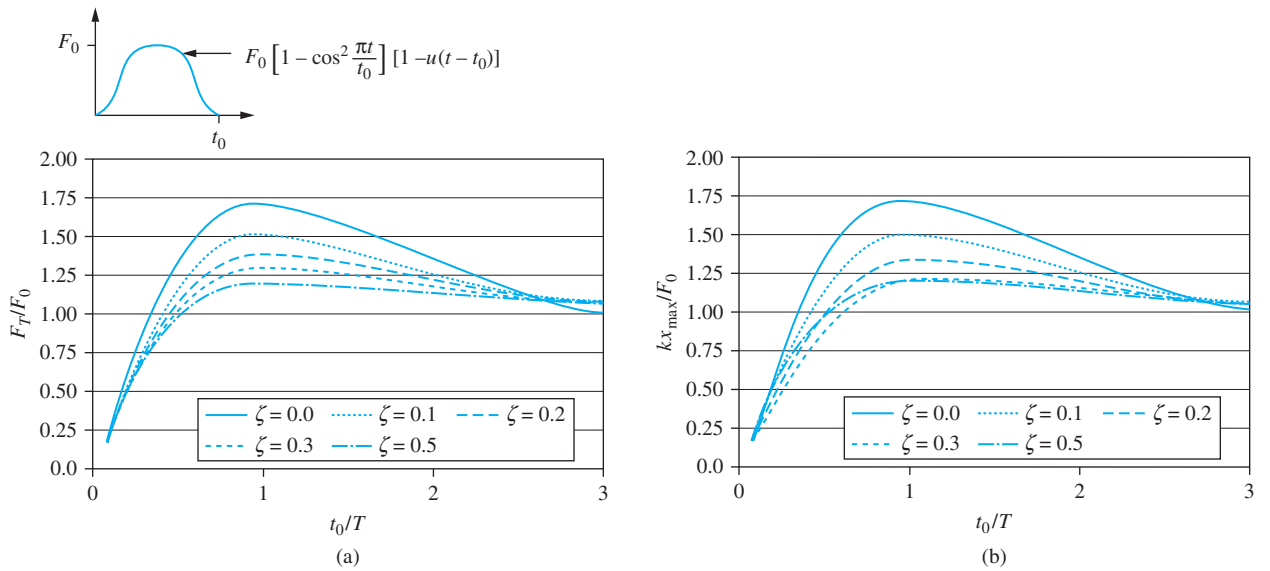 F₀
F₀ [1 – cos² πt/t₀] [1 –u(t – t₀)]
t₀
2.00
1.75
1.50
1.25
1.00
0.75
0.50
0.25
0.0
F_T/F₀
ζ = 0.0
ζ = 0.1
ζ = 0.2
ζ = 0.3
ζ = 0.5
0
1
2
3
t₀/T
(a)
2.00
1.75
1.50
1.25
1.00
0.75
0.50
0.25
0.0
kx_max/F₀
ζ = 0.0
ζ = 0.1
ζ = 0.2
ζ = 0.3
ζ = 0.5
0
1
2
3
t₀/T
(b)